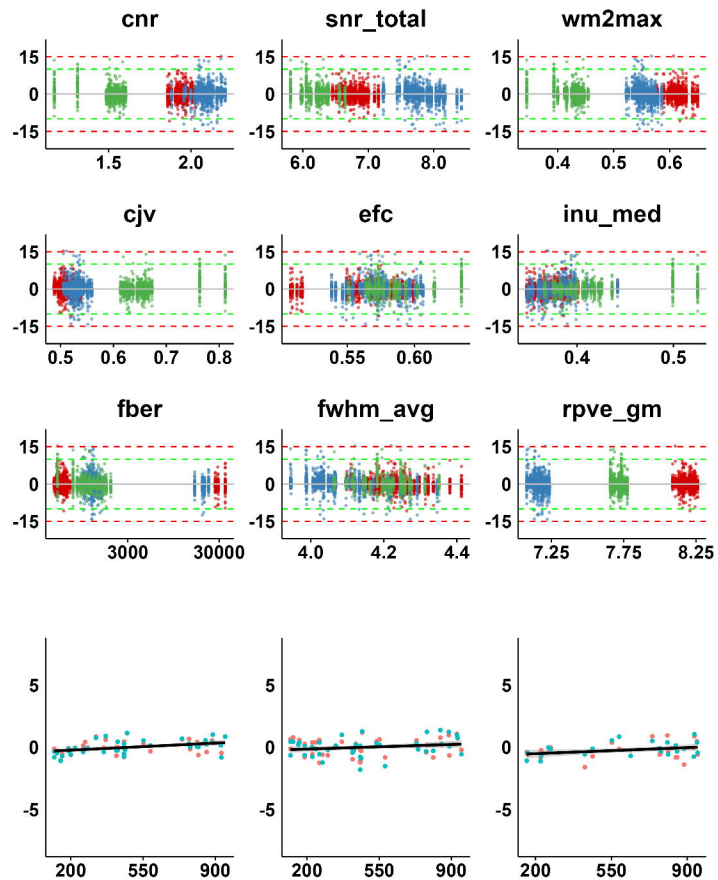 cnr snr_total wm2max
15 15 15
0 0 0
-15 -15 -15
1.5 2.0 6.0 7.0 8.0 0.4 0.5 0.6
cjv efc inu_med
15 15 15
0 0 0
-15 -15 -15
0.5 0.6 0.7 0.8 0.55 0.60 0.4 0.5
fber fwhm_avg rpve_gm
15 15 15
0 0 0
-15 -15 -15
3000 30000 4.0 4.2 4.4 7.25 7.75 8.25
5 5 5
0 0 0
-5 -5 -5
200 550 900 200 550 900 200 550 900